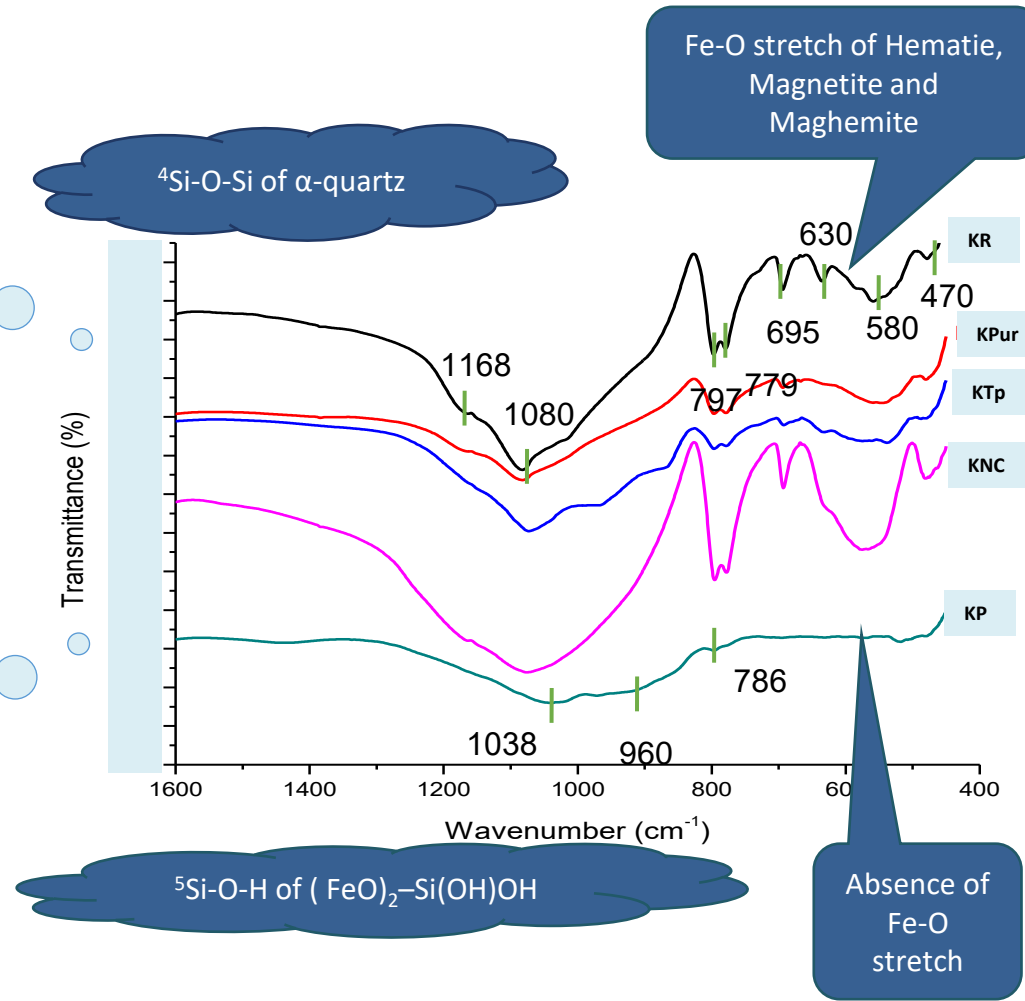 Fe-O stretch of Hematie,
Magnetite and
Maghemite
⁴Si-O-Si of α-quartz
KR
KPur
KTp
KNC
KP
630
470
695
580
1168
1080
797
779
786
1038
960
Transmittance (%)
1600
1400
1200
1000
800
400
Wavenumber (cm⁻¹)
⁵Si-O-H of ( FeO)₂–Si(OH)OH
Absence of
Fe-O
stretch